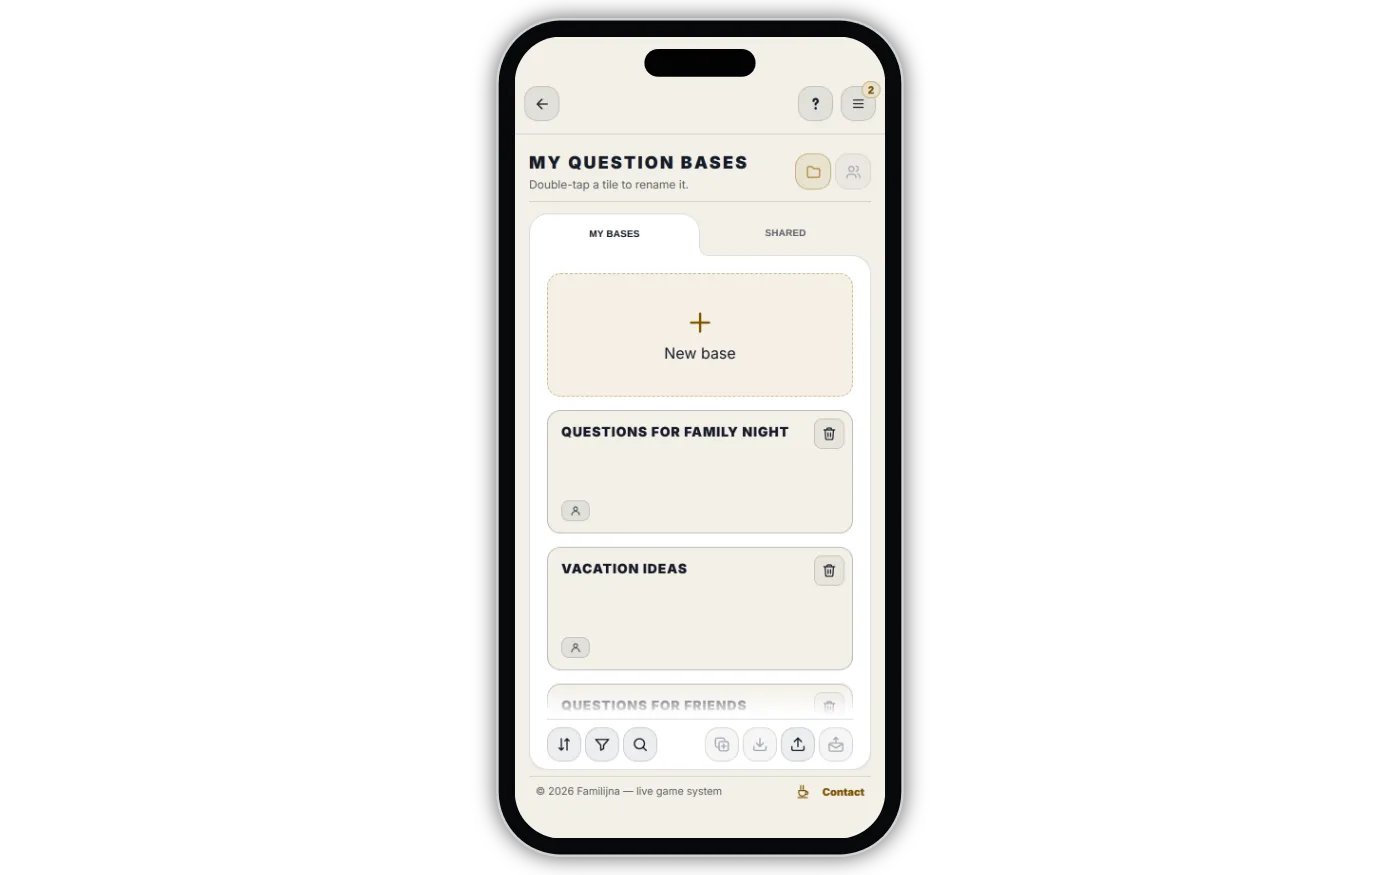 ?
2
MY QUESTION BASES
Double-tap a tile to rename it.
MY BASES
SHARED
New base
QUESTIONS FOR FAMILY NIGHT
VACATION IDEAS
QUESTIONS FOR FRIENDS
© 2026 Familijna — live game system
Contact